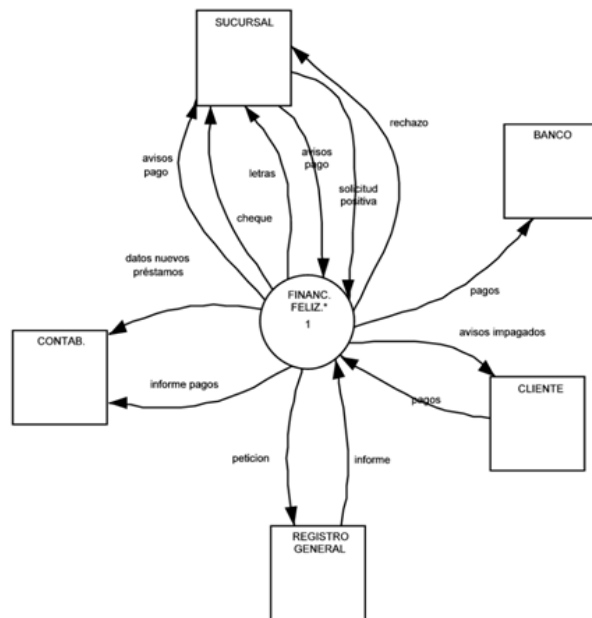 SUCURSAL
rechazo
BANCO
avisos
pago
letras
avisos
pago
solicitud
positiva
cheque
datos nuevos
préstamos
FINANC.
FELIZ.*
1
pagos
CONTAB.
avisos impagados
CLIENTE
informe pagos
pagos
peticion
informe
REGISTRO
GENERAL